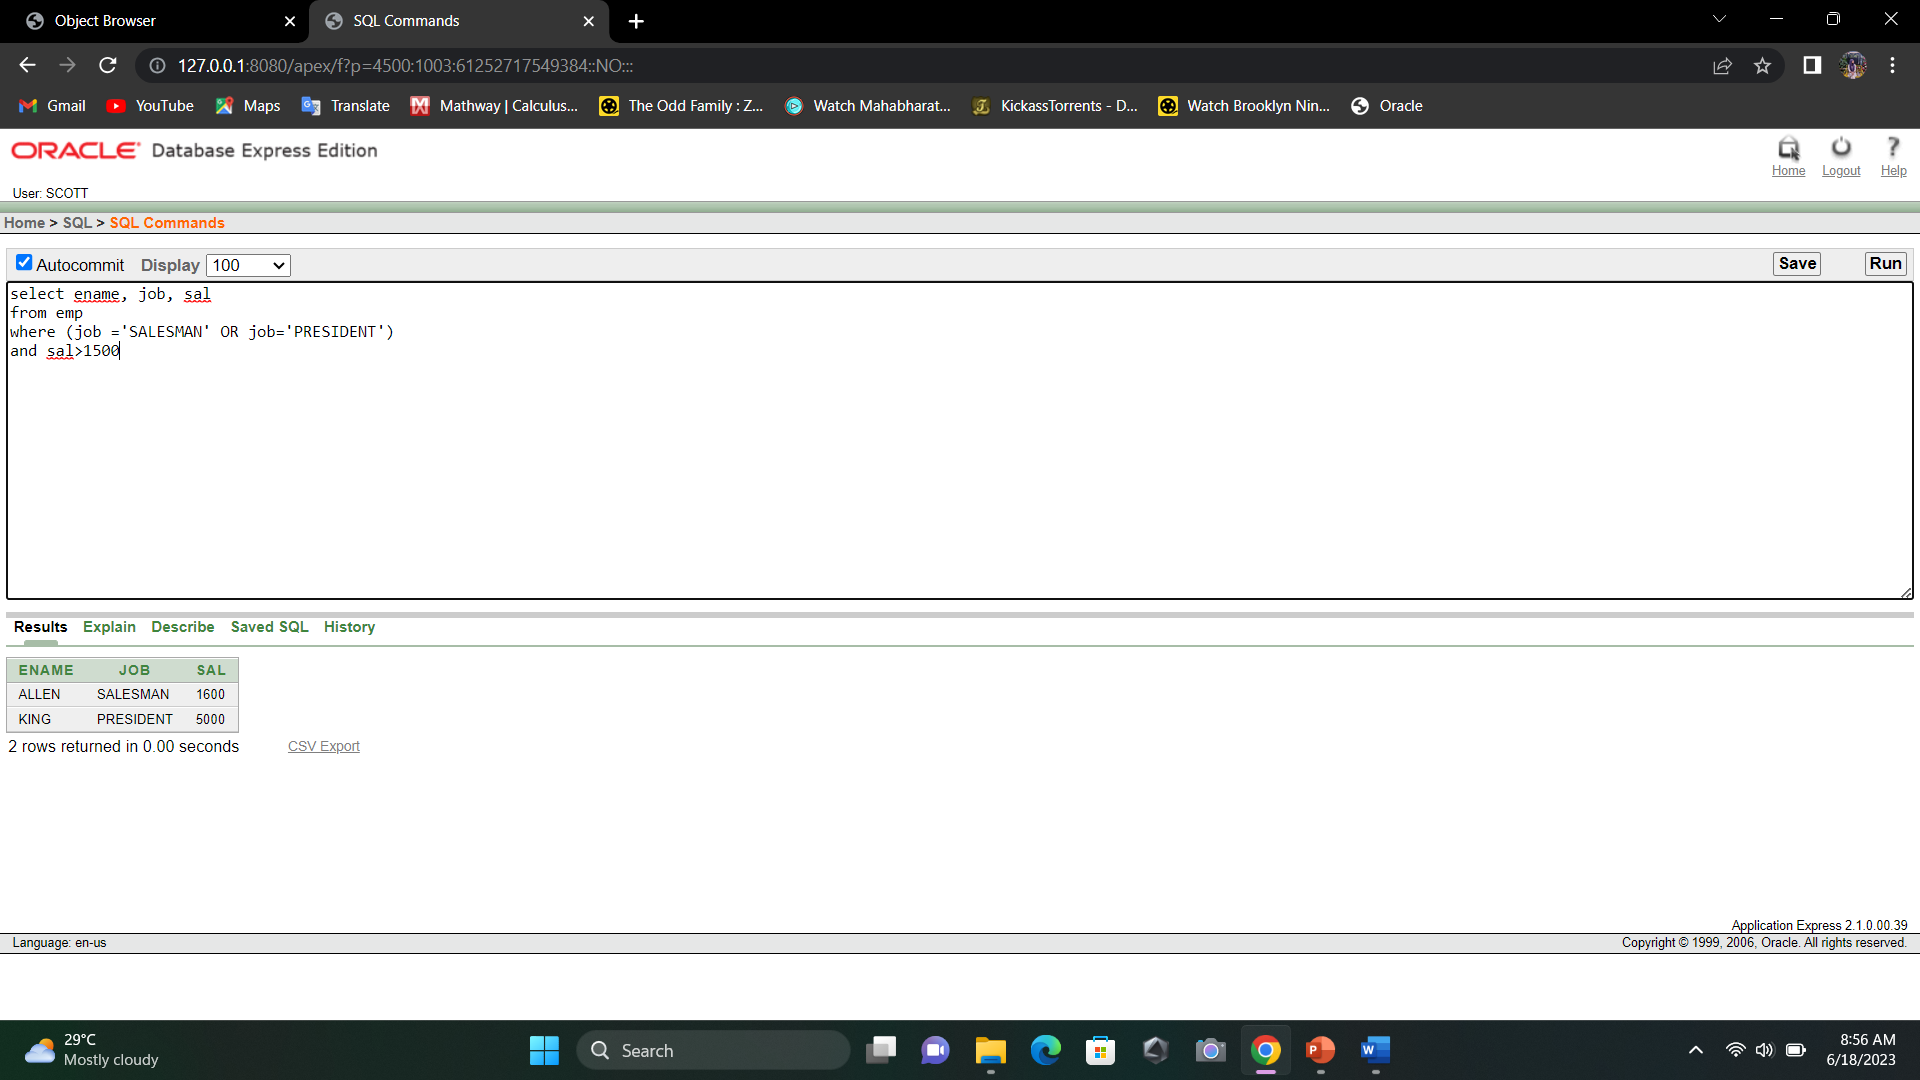 Object Browser
SQL Commands
127.0.0.1:8080/apex/f?p=4500:1003:61252717549384::NO:::
Gmail YouTube Maps Translate Mathway | Calculus... The Odd Family : Z... Watch Mahabharat... KickassTorrents - D... Watch Brooklyn Nin... Oracle
ORACLE Database Express Edition
Home Logout Help
User: SCOTT
Home > SQL > SQL Commands
Autocommit Display 100 Save Run
select ename, job, sal
from emp
where (job ='SALESMAN' OR job='PRESIDENT')
and sal>1500
Results Explain Describe Saved SQL History
ENAME JOB SAL
ALLEN SALESMAN 1600
KING PRESIDENT 5000
2 rows returned in 0.00 seconds CSV Export
Application Express 2.1.0.00.39
Language: en-us Copyright © 1999, 2006, Oracle. All rights reserved.
29°C
Mostly cloudy
Search
8:56 AM
6/18/2023